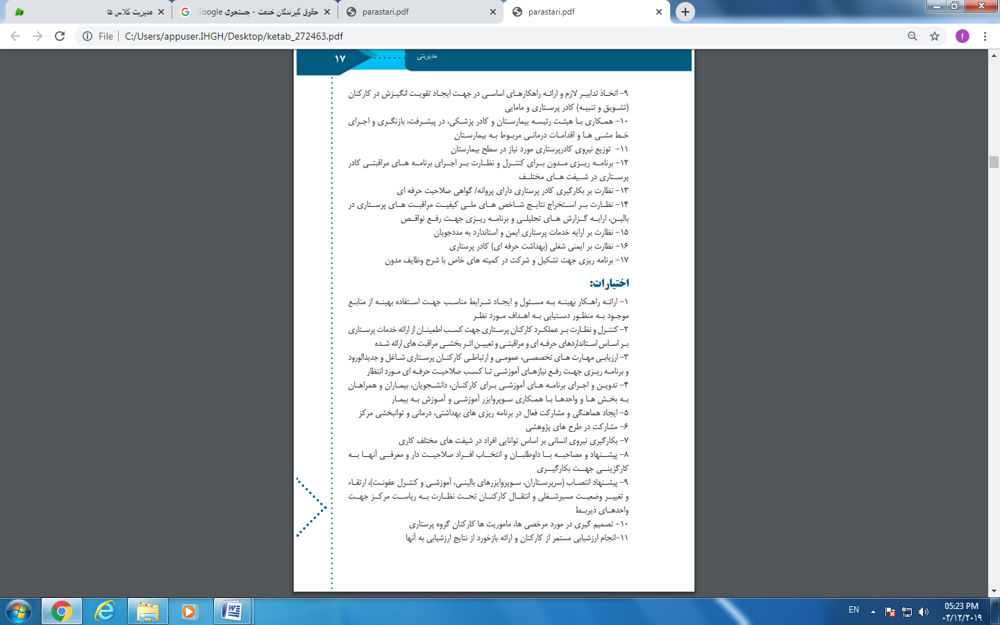 مدیریت کلاس ها
حقوق گیرندگان خدمت - جستجوی Google
parastari.pdf
parastari.pdf
File
C:/Users/appuser.IHGH/Desktop/ketab_272463.pdf
f
۱۷
مدیریتی
۹- اتخاذ تدابیر لازم و ارائه راهکارهای اساسی در جهت ایجاد تقویت انگیزش در کارکنان
(تشویق و تنبیه) کادر پرستاری و مامایی
۱۰- همکاری با هیئت رئیسه بیمارستان و کادر پزشکی، در پیشرفت، بازنگری و اجرای
خط مشی ها و اقدامات درمانی مربوط به بیمارستان
۱۱- توزیع نیروی کادرپرستاری مورد نیاز در سطح بیمارستان
۱۲- برنامه ریزی مدون برای کنترل و نظارت بر اجرای برنامه های مراقبتی کادر
پرستاری در شیفت های مختلف
۱۳- نظارت بر بکارگیری کادر پرستاری دارای پروانه/ گواهی صلاحیت حرفه ای
۱۴- نظارت بر استخراج نتایج شاخص های ملی کیفیت مراقبت های پرستاری در
بالین، ارایه گزارش های تحلیلی و برنامه ریزی جهت رفع نواقص
۱۵- نظارت بر ارایه خدمات پرستاری ایمن و استاندارد به مددجویان
۱۶- نظارت بر ایمنی شغلی (بهداشت حرفه ای) کادر پرستاری
۱۷- برنامه ریزی جهت تشکیل و شرکت در کمیته های خاص با شرح وظایف مدون
اختیارات:
۱- ارائه راهکار بهینه به مسئول و ایجاد شرایط مناسب جهت استفاده بهینه از منابع
موجود به منظور دستیابی به اهداف مورد نظر
۲- کنترل و نظارت بر عملکرد کارکنان پرستاری جهت کسب اطمینان از ارائه خدمات پرستاری
بر اساس استانداردهای حرفه ای و مراقبتی و تعیین اثر بخشی مراقبت های ارائه شده
۳- ارزیابی مهارت های تخصصی، عمومی و ارتباطی کارکنان پرستاری شاغل و جدیدالورود
و برنامه ریزی جهت رفع نیازهای آموزشی تا کسب صلاحیت حرفه ای مورد انتظار
۴- تدوین و اجرای برنامه های آموزشی برای کارکنان، دانشجویان، بیماران و همراهان
به بخش ها و واحدها با همکاری سوپروایزر آموزشی و آموزش به بیمار
۵- ایجاد هماهنگی و مشارکت فعال در برنامه ریزی های بهداشتی، درمانی و توانبخشی مرکز
۶- مشارکت در طرح های پژوهشی
۷- بکارگیری نیروی انسانی بر اساس توانایی افراد در شیفت های مختلف کاری
۸- پیشنهاد و مصاحبه با داوطلبان و انتخاب افراد صلاحیت دار و معرفی آنها به
کارگزینی جهت بکارگیری
۹- پیشنهاد انتصاب (سرپرستاران، سوپروایزرهای بالینی، آموزشی و کنترل عفونت)، ارتقاء
و تغییر وضعیت مسیرشغلی و انتقال کارکنان تحت نظارت به ریاست مرکز جهت
واحدهای ذیربط
۱۰- تصمیم گیری در مورد مرخصی ها، ماموریت ها کارکنان گروه پرستاری
۱۱-انجام ارزشیابی مستمر از کارکنان و ارائه بازخورد از نتایج ارزشیابی به آنها
EN
05:23 PM
۰۳/۱۲/۲۰۱۹